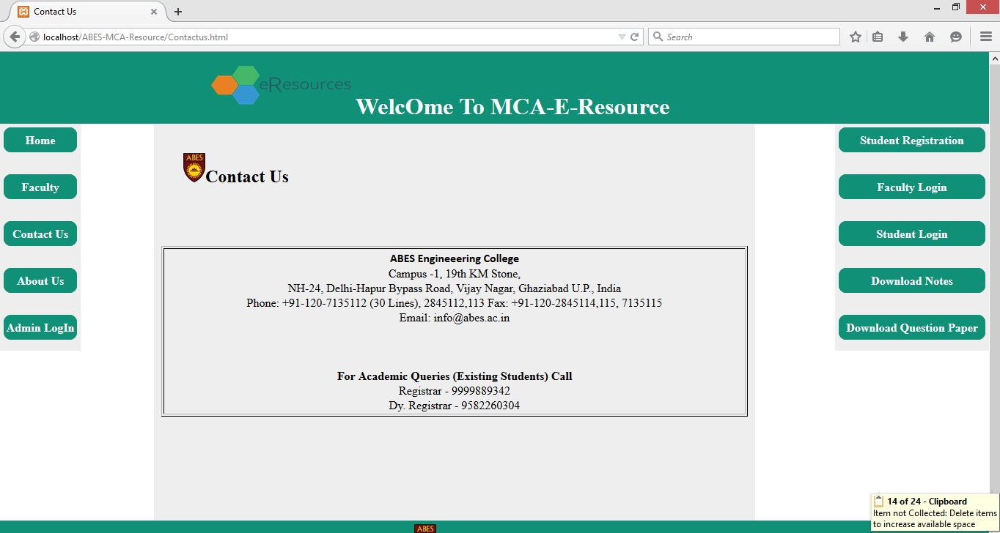 Contact Us
localhost/ABES-MCA-Resource/Contactus.html
Search
eResources
WelcOme To MCA-E-Resource
Home
Faculty
Contact Us
About Us
Admin LogIn
ABES
Contact Us
ABES Engineeering College
Campus -1, 19th KM Stone,
NH-24, Delhi-Hapur Bypass Road, Vijay Nagar, Ghaziabad U.P., India
Phone: +91-120-7135112 (30 Lines), 2845112,113 Fax: +91-120-2845114,115, 7135115
Email: info@abes.ac.in
For Academic Queries (Existing Students) Call
Registrar - 9999889342
Dy. Registrar - 9582260304
Student Registration
Faculty Login
Student Login
Download Notes
Download Question Paper
ABES
14 of 24 - Clipboard
Item not Collected: Delete items
to increase available space